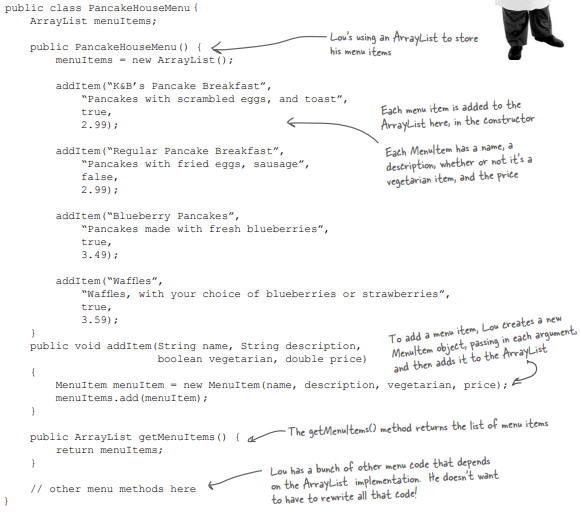 public class PancakeHouseMenu {
ArrayList menuItems;
public PancakeHouseMenu() {
menuItems = new ArrayList();
Lou's using an ArrayList to store
his menu items
addItem(“K&B’s Pancake Breakfast”,
“Pancakes with scrambled eggs, and toast”,
true,
2.99);
Each menu item is added to the
ArrayList here, in the constructor
Each MenuItem has a name, a
description, whether or not it's a
vegetarian item, and the price
addItem(“Regular Pancake Breakfast”,
“Pancakes with fried eggs, sausage”,
false,
2.99);
addItem(“Blueberry Pancakes”,
“Pancakes made with fresh blueberries”,
true,
3.49);
addItem(“Waffles”,
“Waffles, with your choice of blueberries or strawberries”,
true,
3.59);
}
public void addItem(String name, String description,
boolean vegetarian, double price)
{
MenuItem menuItem = new MenuItem(name, description, vegetarian, price);
menuItems.add(menuItem);
}
To add a menu item, Lou creates a new
MenuItem object, passing in each argument,
and then adds it to the ArrayList
public ArrayList getMenuItems() {
return menuItems;
}
The getMenuItems() method returns the list of menu items
// other menu methods here
}
Lou has a bunch of other menu code that depends
on the ArrayList implementation. He doesn't want
to have to rewrite all that code!